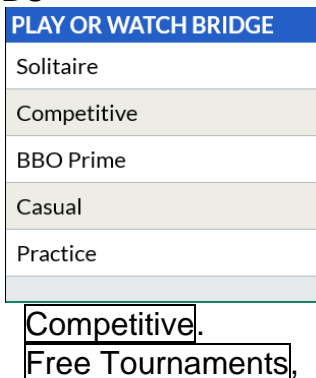 PLAY OR WATCH BRIDGE
Solitaire
Competitive
BBO Prime
Casual
Practice
Competitive.
Free Tournaments,